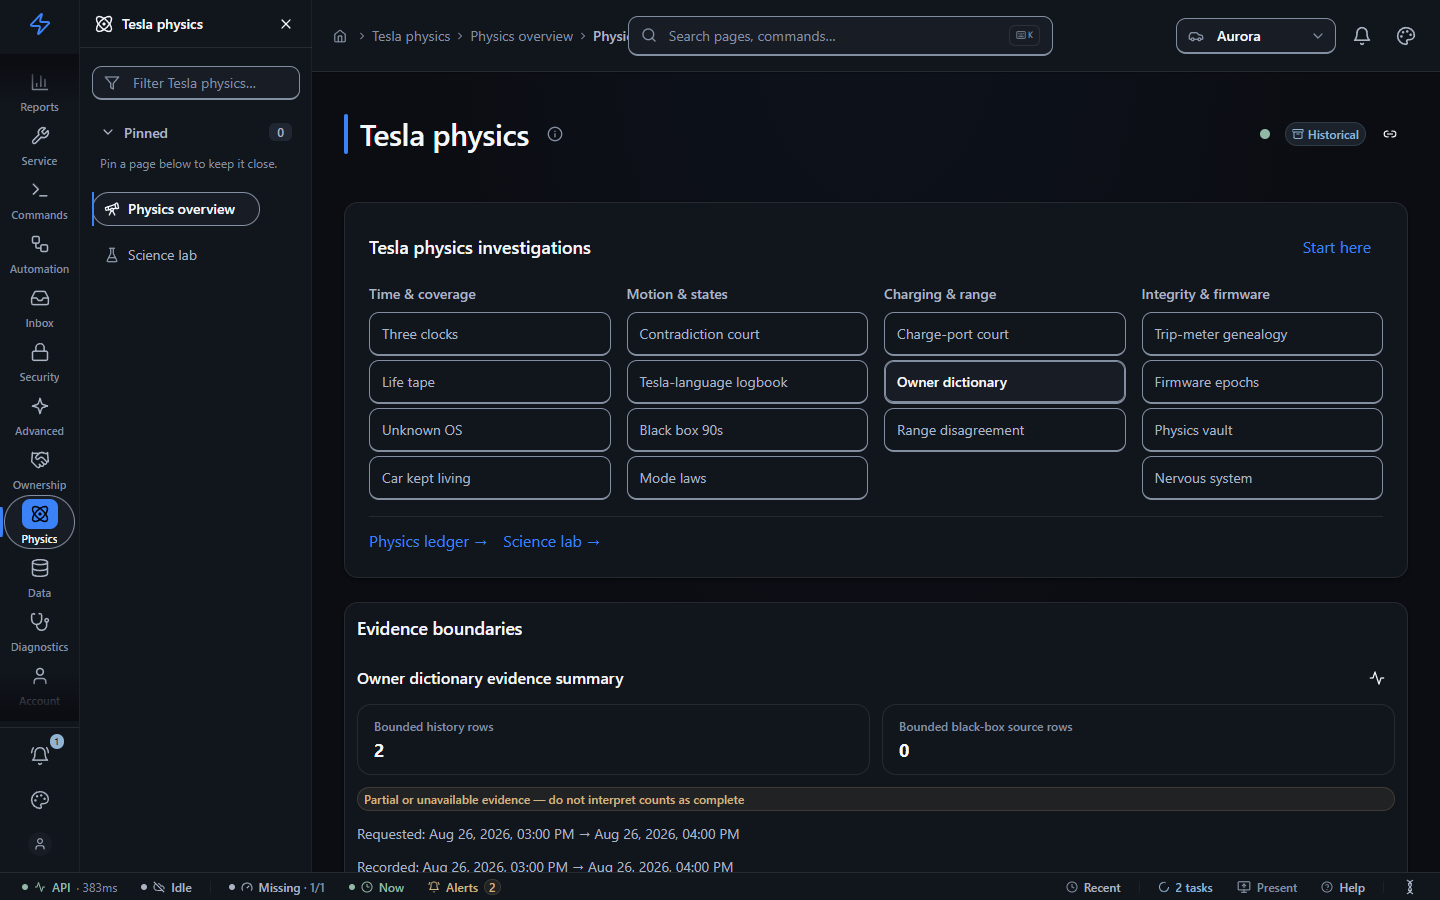 Tesla physics
Tesla physics
Physics overview
Search pages, commands...
K
Aurora
Reports
Service
Commands
Automation
Inbox
Security
Advanced
Ownership
Physics
Data
Diagnostics
Account
1
Filter Tesla physics...
Pinned
0
Pin a page below to keep it close.
Physics overview
Science lab
Tesla physics
Historical
Tesla physics investigations
Start here
Time & coverage
Three clocks
Life tape
Unknown OS
Car kept living
Motion & states
Contradiction court
Tesla-language logbook
Black box 90s
Mode laws
Charging & range
Charge-port court
Owner dictionary
Range disagreement
Integrity & firmware
Trip-meter genealogy
Firmware epochs
Physics vault
Nervous system
Physics ledger →
Science lab →
Evidence boundaries
Owner dictionary evidence summary
Bounded history rows
2
Bounded black-box source rows
0
Partial or unavailable evidence — do not interpret counts as complete
Requested: Aug 26, 2026, 03:00 PM → Aug 26, 2026, 04:00 PM
Recorded: Aug 26, 2026, 03:00 PM → Aug 26, 2026, 04:00 PM
API · 383ms
Idle
Missing · 1/1
Now
Alerts 2
Recent
2 tasks
Present
Help